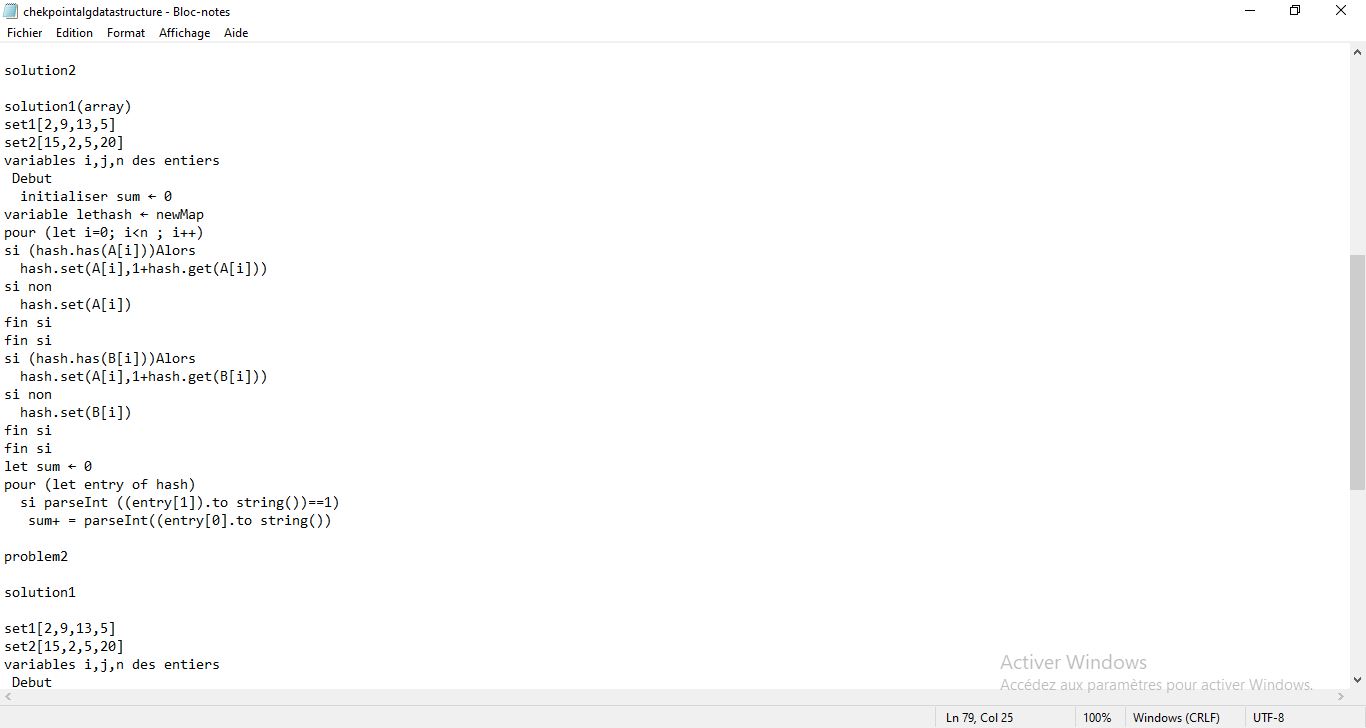 chekpointalgdatastructure - Bloc-notes
Fichier Edition Format Affichage Aide
solution2
solution1(array)
set1[2,9,13,5]
set2[15,2,5,20]
variables i,j,n des entiers
Debut
initialiser sum ← 0
variable lethash ← newMap
pour (let i=0; i<n ; i++)
si (hash.has(A[i]))Alors
hash.set(A[i],1+hash.get(A[i]))
si non
hash.set(A[i])
fin si
fin si
si (hash.has(B[i]))Alors
hash.set(A[i],1+hash.get(B[i]))
si non
hash.set(B[i])
fin si
fin si
let sum ← 0
pour (let entry of hash)
si parseInt ((entry[1]).to string())==1)
sum+ = parseInt((entry[0].to string())
problem2
solution1
set1[2,9,13,5]
set2[15,2,5,20]
variables i,j,n des entiers
Debut
Activer Windows
Accédez aux paramètres pour activer Windows.
Ln 79, Col 25 100% Windows (CRLF) UTF-8